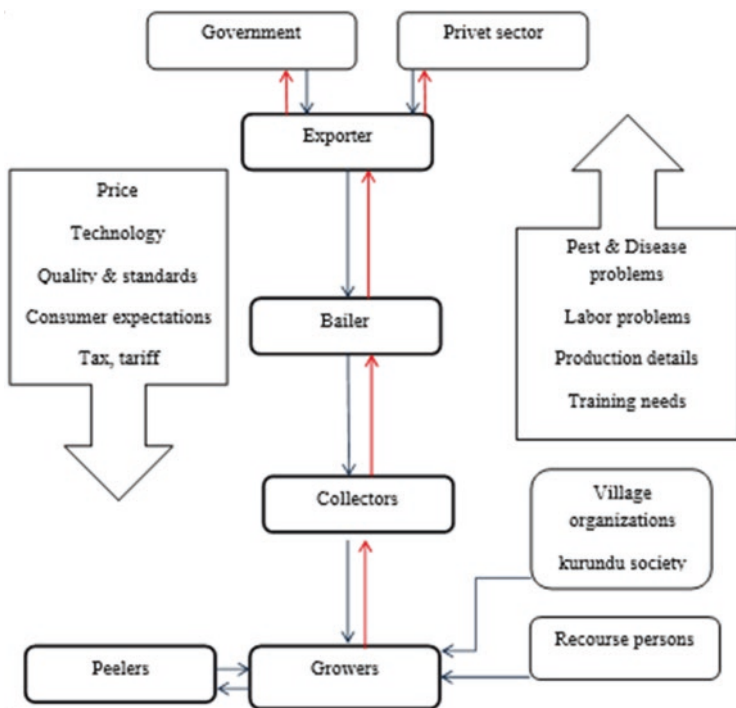 Government
Privet sector
Exporter
Price
Technology
Quality & standards
Consumer expectations
Tax, tariff
Pest & Disease
problems
Labor problems
Production details
Training needs
Bailer
Collectors
Village
organizations
kurundu society
Recourse persons
Peelers
Growers